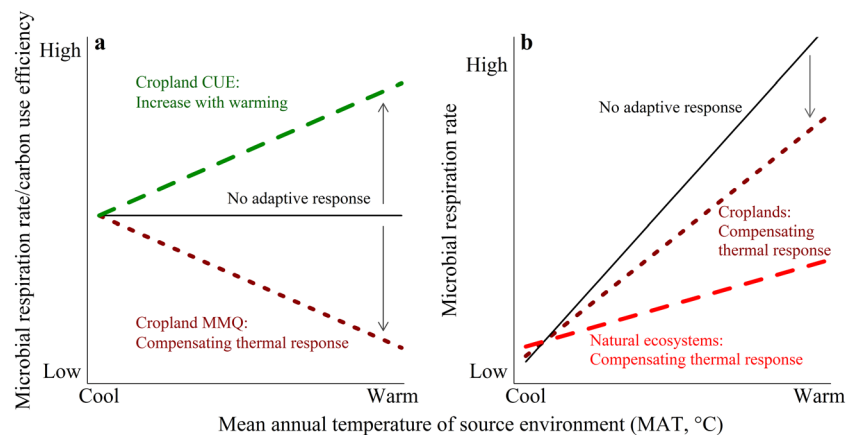 a
Microbial respiration rate/carbon use efficiency
High
Cropland CUE:
Increase with warming
No adaptive response
Cropland MMQ:
Compensating thermal response
Low
Cool
Warm
b
Microbial respiration rate
High
No adaptive response
Croplands:
Compensating
thermal response
Natural ecosystems:
Compensating thermal response
Low
Cool
Warm
Mean annual temperature of source environment (MAT, °C)